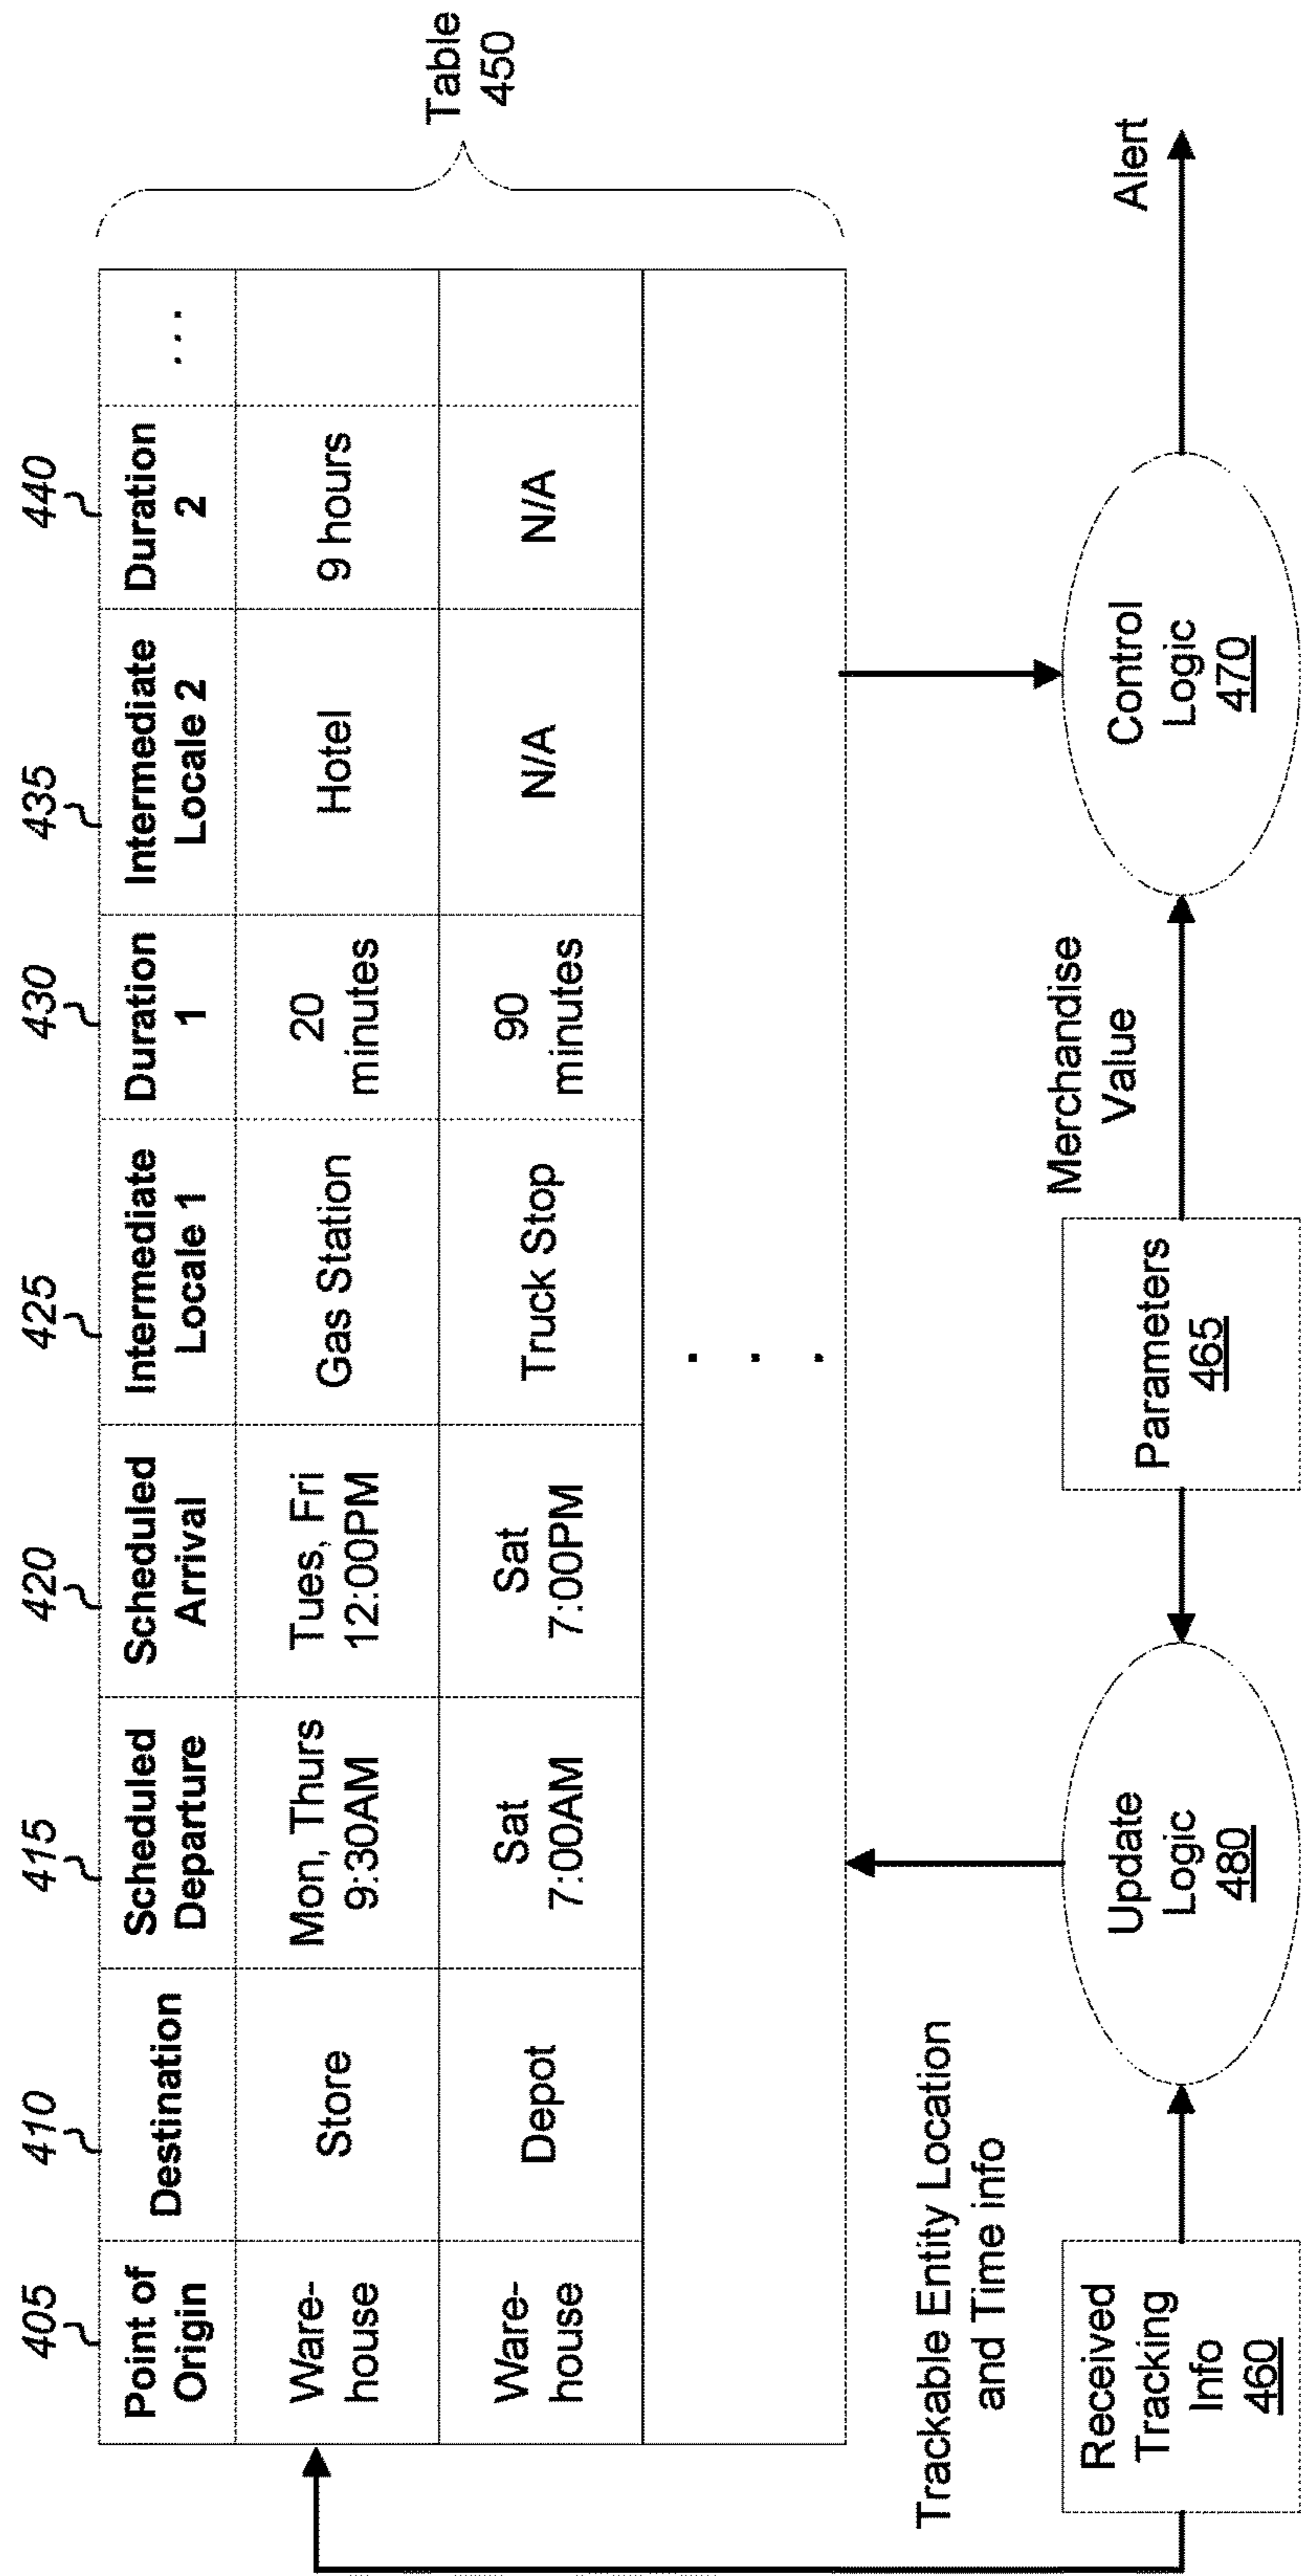 405
410
415
420
425
430
435
440
Point of
Origin
Destination
Scheduled
Departure
Scheduled
Arrival
Intermediate
Locale 1
Duration
1
Intermediate
Locale 2
Duration
2
...
Ware-
house
Store
Mon, Thurs
9:30AM
Tues, Fri
12:00PM
Gas Station
20
minutes
Hotel
9 hours
Ware-
house
Depot
Sat
7:00AM
Sat
7:00PM
Truck Stop
90
minutes
N/A
N/A
. . .
Table
450
Trackable Entity Location
and Time info
Merchandise
Value
Alert
Received
Tracking
Info
460
Update
Logic
480
Parameters
465
Control
Logic
470